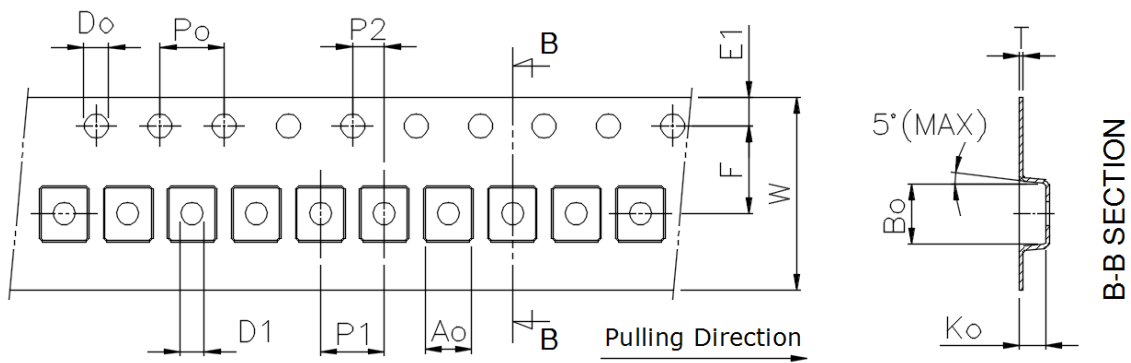 Do
Po
P2
B
E1
T
5°(MAX)
F
W
Bo
B-B SECTION
D1
P1
Ao
B
Pulling Direction
Ko